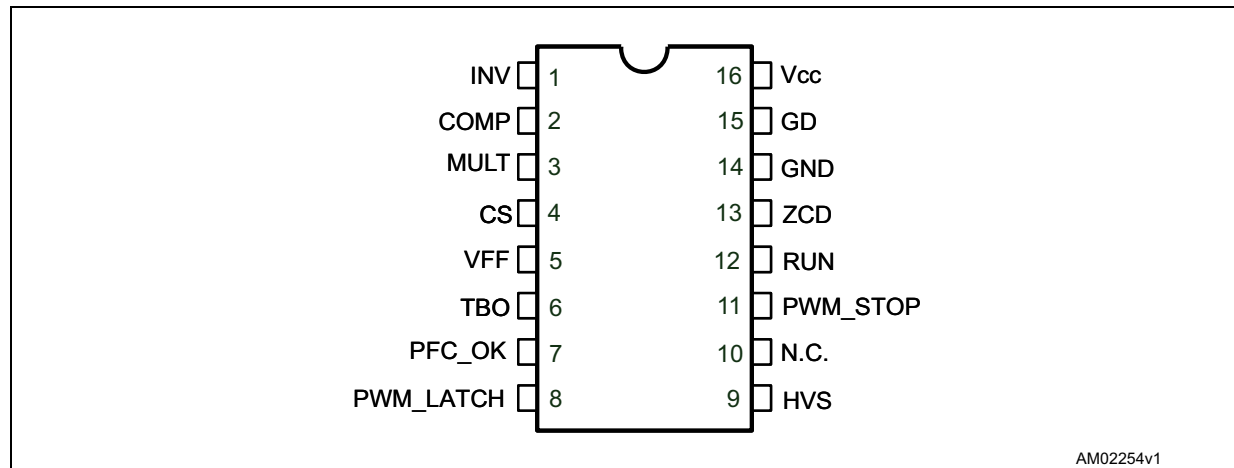 INV 1 16 Vcc
COMP 2 15 GD
MULT 3 14 GND
CS 4 13 ZCD
VFF 5 12 RUN
TBO 6 11 PWM_STOP
PFC_OK 7 10 N.C.
PWM_LATCH 8 9 HVS
AM02254v1